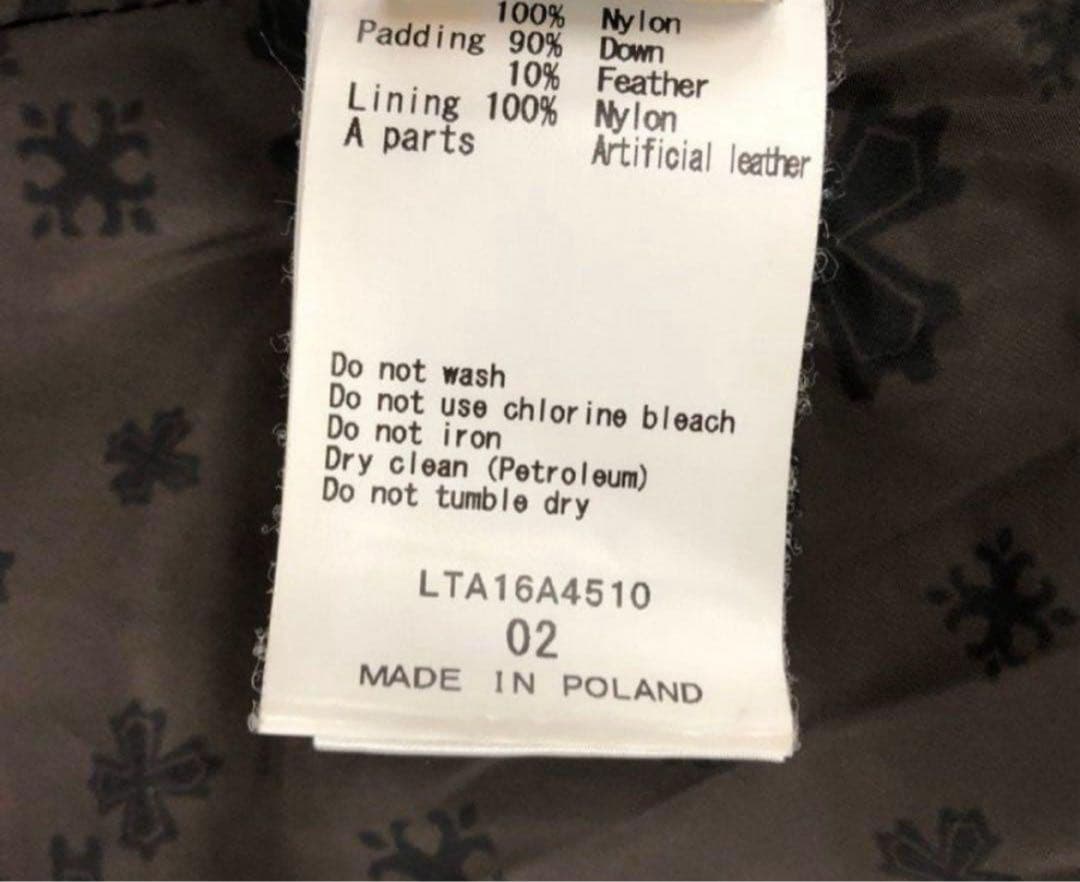 100% Nylon
Padding 90% Down
10% Feather
Lining 100% Nylon
A parts Artificial leather
Do not wash
Do not use chlorine bleach
Do not iron
Dry clean (Petroleum)
Do not tumble dry
LTA16A4510
02
MADE IN POLAND